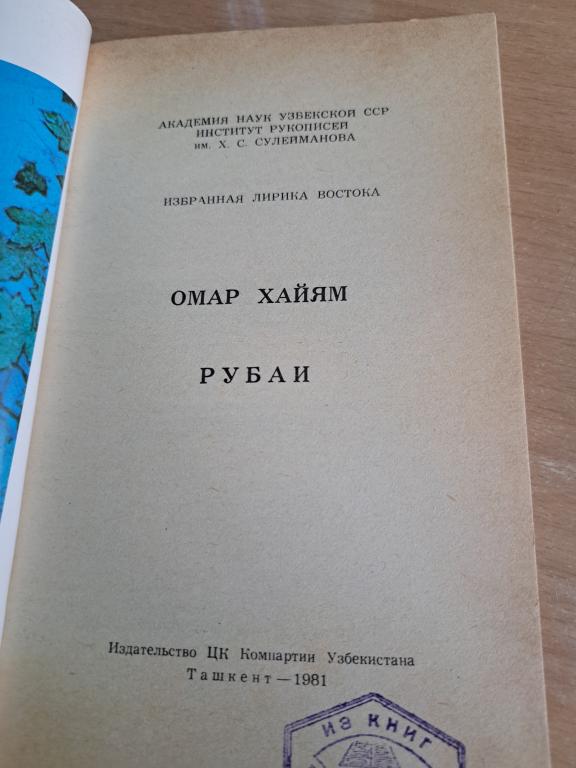 АКАДЕМИЯ НАУК УЗБЕКСКОЙ ССР
ИНСТИТУТ РУКОПИСЕЙ
им. Х. С. СУЛЕЙМАНОВА
ИЗБРАННАЯ ЛИРИКА ВОСТОКА
ОМАР ХАЙЯМ
РУБАИ
Издательство ЦК Компартии Узбекистана
Ташкент — 1981
ИЗ КНИГ